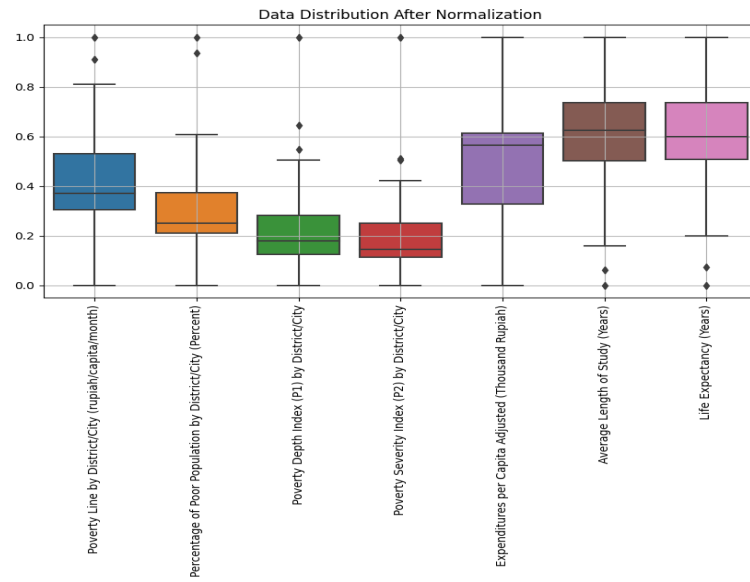 Data Distribution After Normalization
1.0
0.8
0.6
0.4
0.2
0.0
Poverty Line by District/City (rupiah/capita/month)
Percentage of Poor Population by District/City (Percent)
Poverty Depth Index (P1) by District/City
Poverty Severity Index (P2) by District/City
Expenditures per Capita Adjusted (Thousand Rupiah)
Average Length of Study (Years)
Life Expectancy (Years)